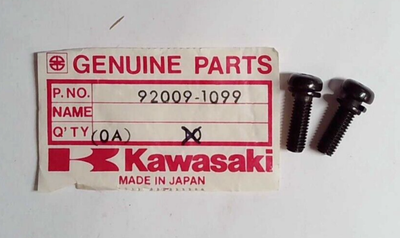 GENUINE PARTS
P.NO. 92009-1099
NAME
Q'TY (0A)
Kawasaki
MADE IN JAPAN